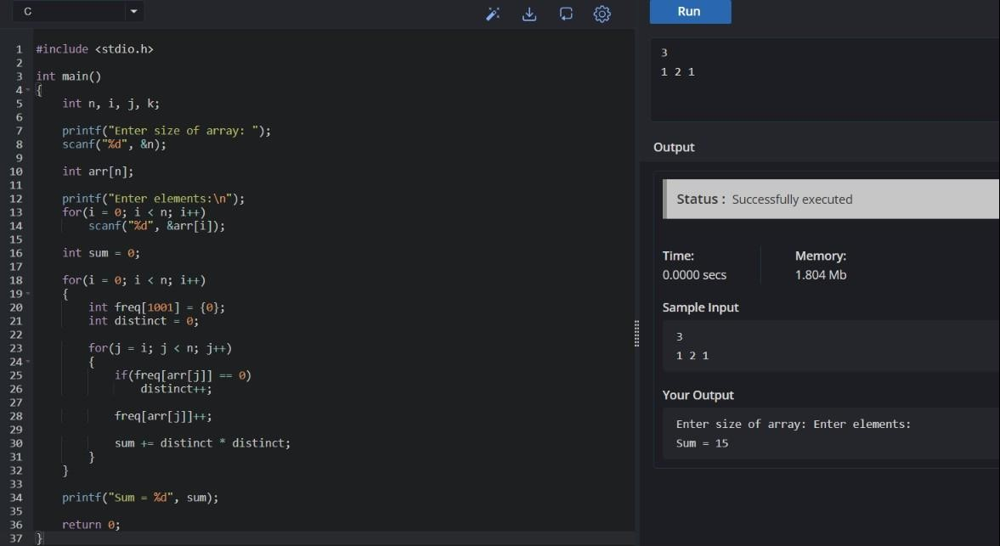 C
Run
1 #include <stdio.h>
2
3 int main()
4 {
5     int n, i, j, k;
6
7     printf("Enter size of array: ");
8     scanf("%d", &n);
9
10     int arr[n];
11
12     printf("Enter elements:\n");
13     for(i = 0; i < n; i++)
14         scanf("%d", &arr[i]);
15
16     int sum = 0;
17
18     for(i = 0; i < n; i++)
19     {
20         int freq[1001] = {0};
21         int distinct = 0;
22
23         for(j = i; j < n; j++)
24         {
25             if(freq[arr[j]] == 0)
26                 distinct++;
27
28             freq[arr[j]]++;
29
30             sum += distinct * distinct;
31         }
32     }
33
34     printf("Sum = %d", sum);
35
36     return 0;
37 }
3
1 2 1
Output
Status : Successfully executed
Time: Memory:
0.0000 secs 1.804 Mb
Sample Input
3
1 2 1
Your Output
Enter size of array: Enter elements:
Sum = 15